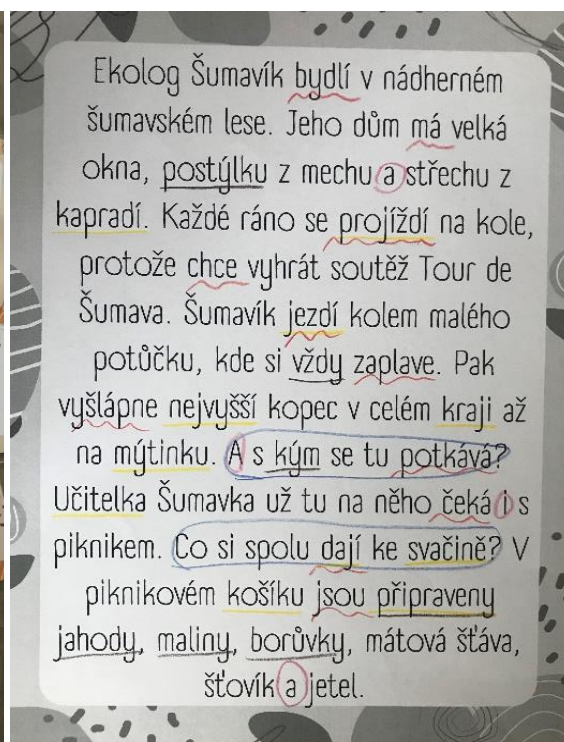 Ekolog Šumavík bydlí v nádherném
šumavském lese. Jeho dům má velká
okna, postýlku z mechu a střechu z
kapradí. Každé ráno se projíždí na kole,
protože chce vyhrát soutěž Tour de
Šumava. Šumavík jezdí kolem malého
potůčku, kde si vždy zaplave. Pak
vyšlápne nejvyšší kopec v celém kraji až
na mýtinku. A s kým se tu potkává?
Učitelka Šumavka už tu na něho čeká i s
piknikem. Co si spolu dají ke svačině? V
piknikovém košíku jsou připraveny
jahody, maliny, borůvky, mátová šťáva,
šťovík a jetel.